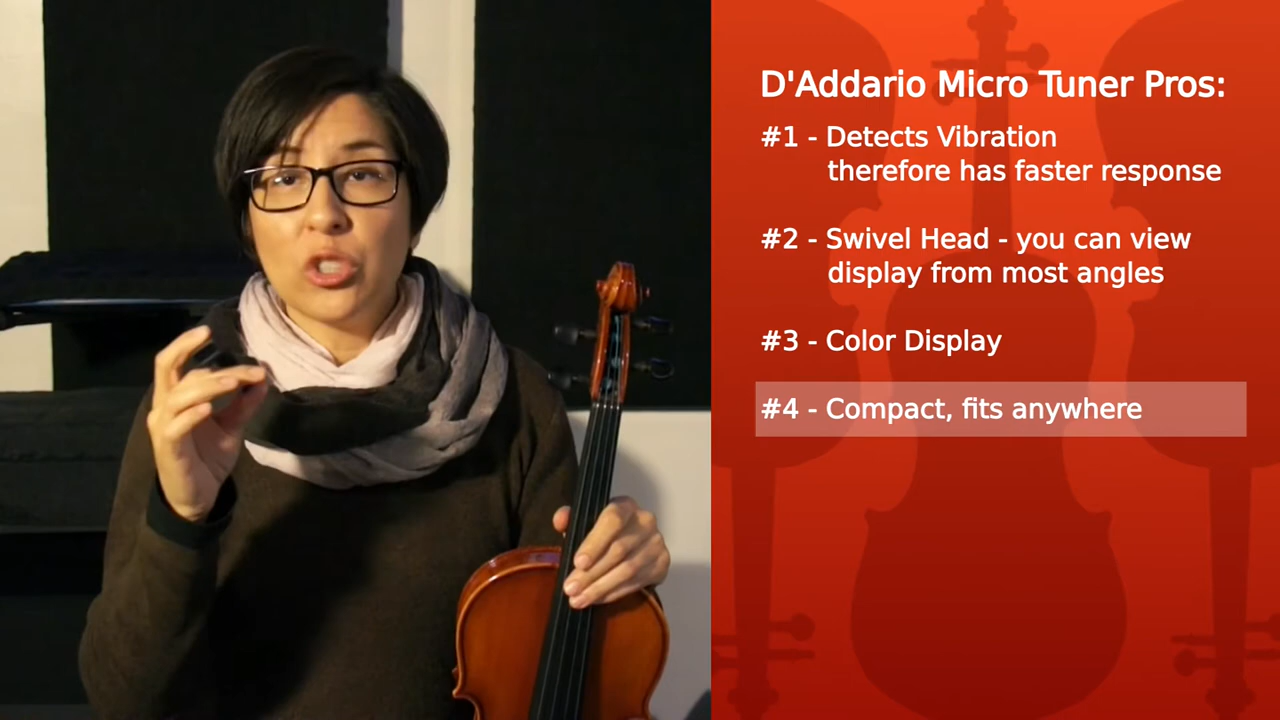 D'Addario Micro Tuner Pros:
#1 - Detects Vibration
therefore has faster response
#2 - Swivel Head - you can view
display from most angles
#3 - Color Display
#4 - Compact, fits anywhere